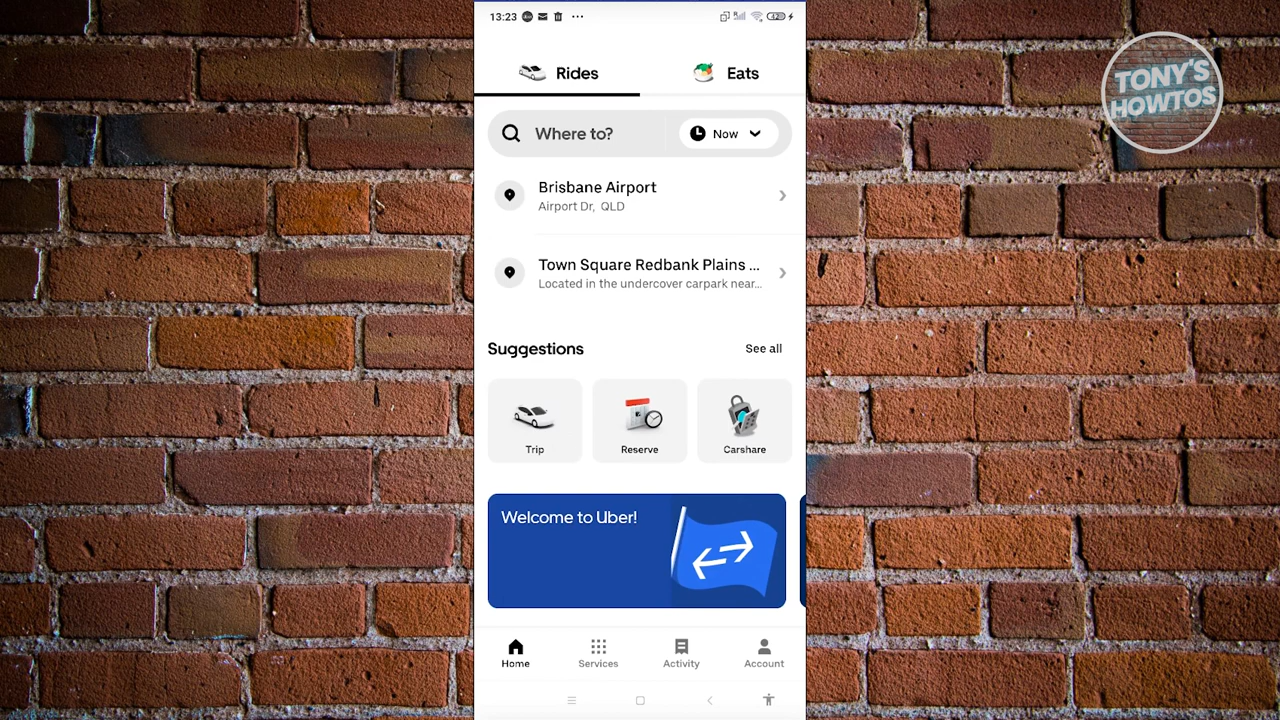 13:23
Rides
Eats
Where to?
Now
Brisbane Airport
Airport Dr, QLD
Town Square Redbank Plains ...
Located in the undercover carpark near...
Suggestions
See all
Trip
Reserve
Carshare
Welcome to Uber!
Home
Services
Activity
Account
TONY'S
HOWTOS